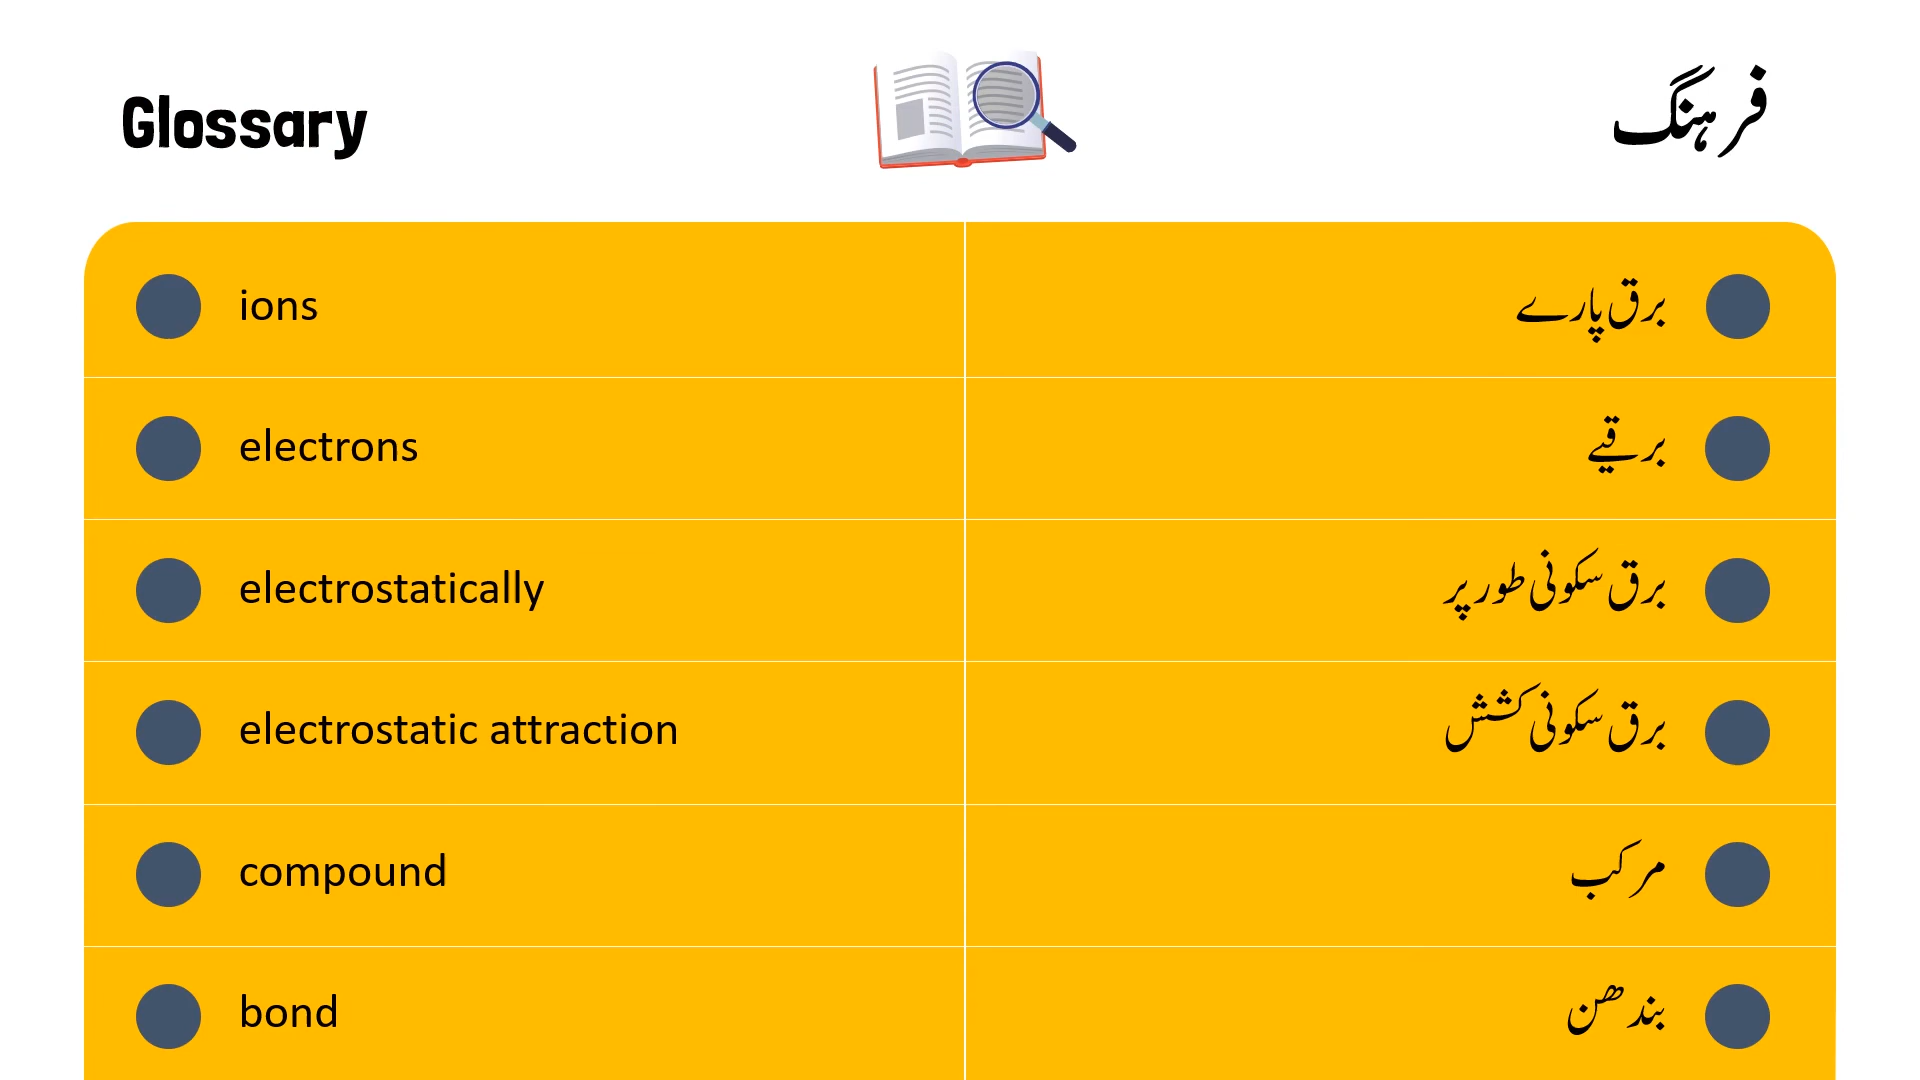 Glossary
فرہنگ
ions
برق پارے
electrons
برقیے
electrostatically
برق سکونی طور پر
electrostatic attraction
برق سکونی کشش
compound
مرکب
bond
بندھن